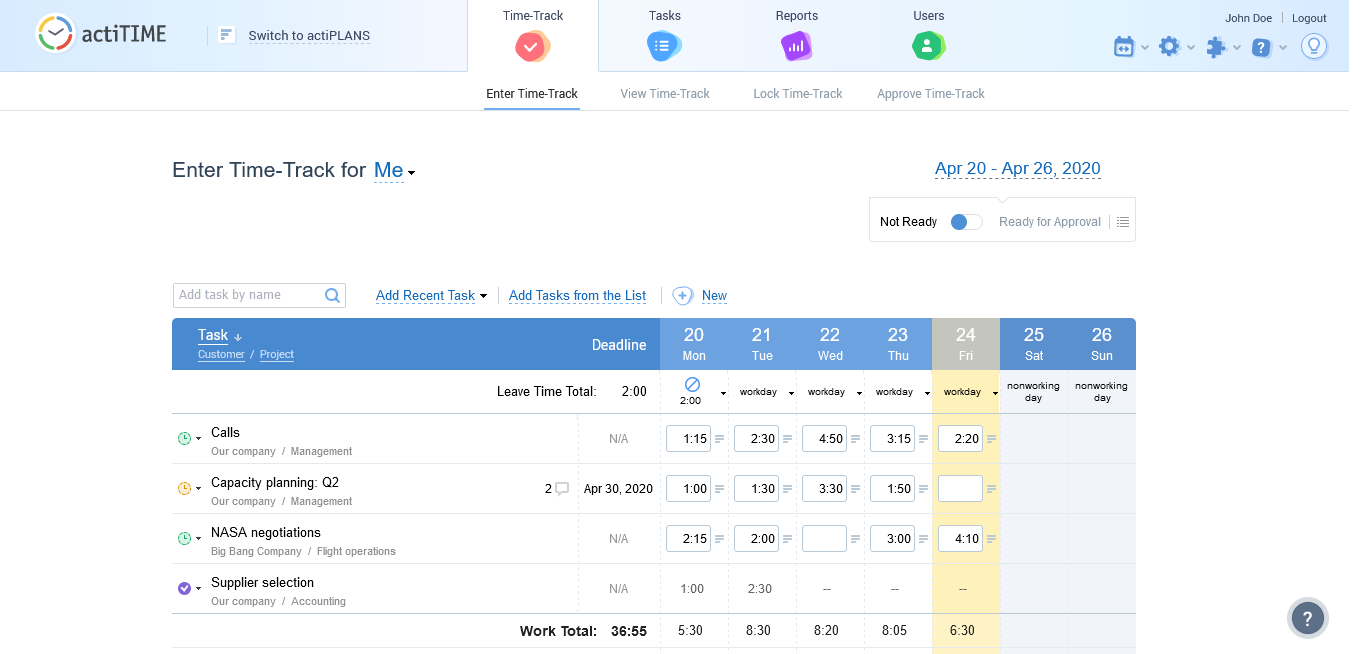 actiTIME
Switch to actiPLANS
Time-Track
Tasks
Reports
Users
John Doe
Logout
?
Enter Time-Track
View Time-Track
Lock Time-Track
Approve Time-Track
Enter Time-Track for Me
Apr 20 - Apr 26, 2020
Not Ready
Ready for Approval
Add task by name
Add Recent Task
Add Tasks from the List
New
Task ↓
Customer / Project
Deadline
20 Mon
21 Tue
22 Wed
23 Thu
24 Fri
25 Sat
26 Sun
Leave Time Total: 2:00
2:00
workday
workday
workday
workday
nonworking
day
nonworking
day
Calls
Our company / Management
N/A 1:15 2:30 4:50 3:15 2:20
Capacity planning: Q2
Our company / Management
2 Apr 30, 2020 1:00 1:30 3:30 1:50
NASA negotiations
Big Bang Company / Flight operations
N/A 2:15 2:00 3:00 4:10
Supplier selection
Our company / Accounting
N/A 1:00 2:30 -- -- --
Work Total: 36:55 5:30 8:30 8:20 8:05 6:30
?